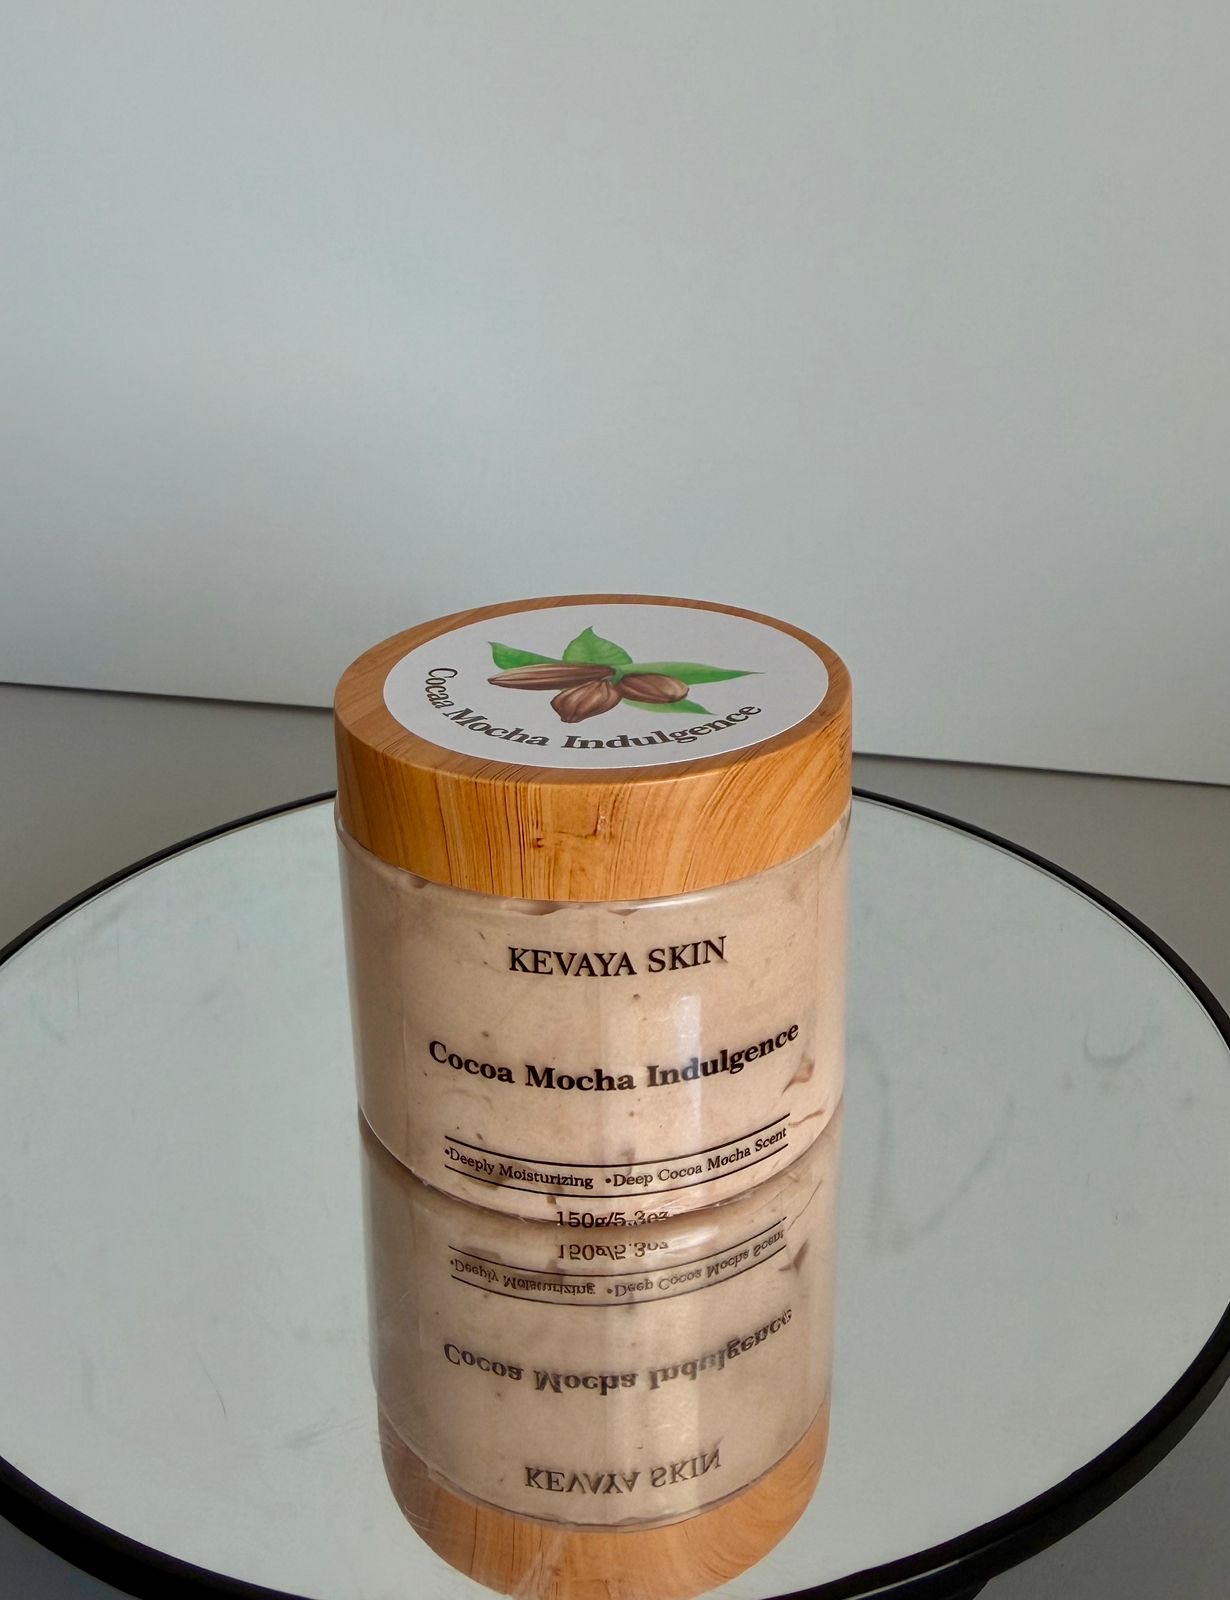 Cocaa Mocha Indulgence
KEVAYA SKIN
Cocoa Mocha Indulgence
•Deeply Moisturizing •Deep Cocoa Mocha Scent
150g/5.3oz